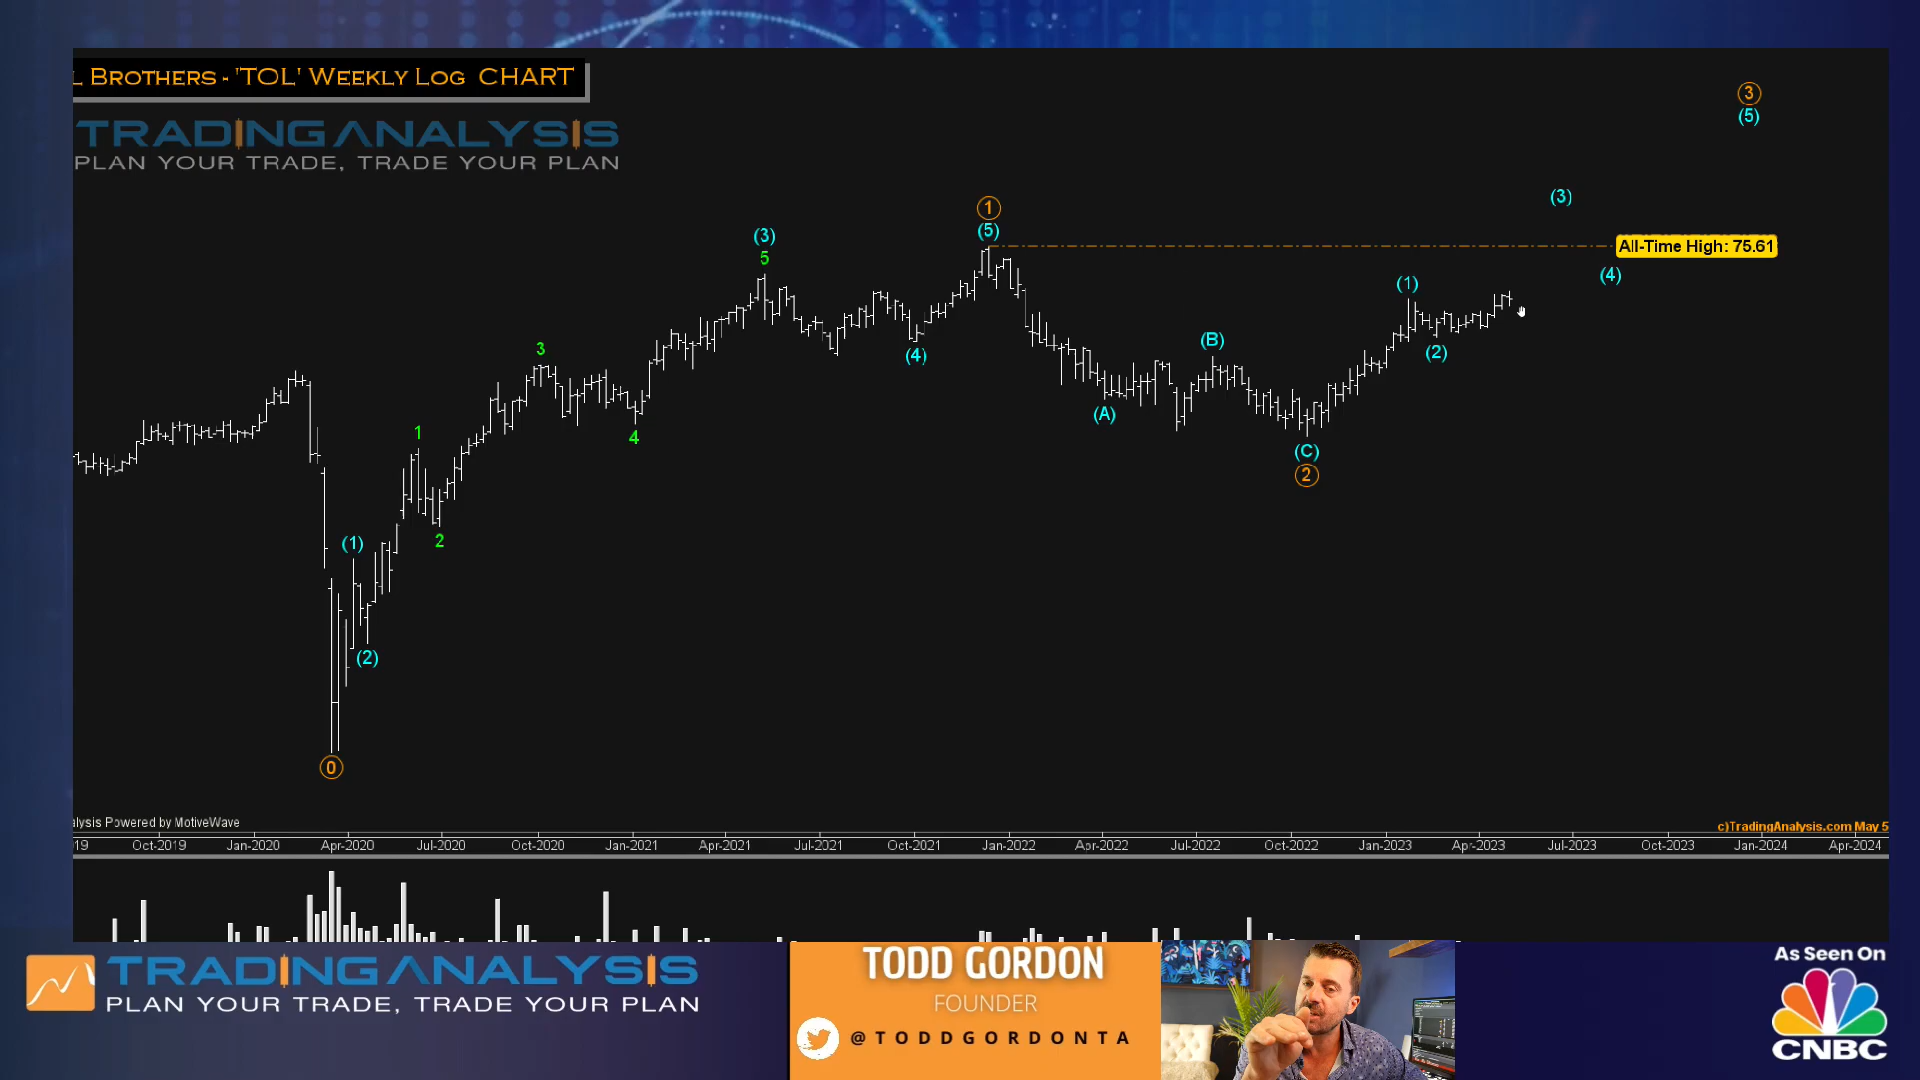 L BROTHERS - 'TOL' WEEKLY LOG CHART
TRADINGANALYSIS
PLAN YOUR TRADE, TRADE YOUR PLAN
3
(5)
(3)
1
(5)
(3)
5
All-Time High: 75.61
(4)
(1)
(B)
3
(4)
(2)
(A)
1
4
(C)
2
2
(1)
(2)
0
alysis Powered by MotiveWave
c)TradingAnalysis.com May 5
19 Oct-2019 Jan-2020 Apr-2020 Jul-2020 Oct-2020 Jan-2021 Apr-2021 Jul-2021 Oct-2021 Jan-2022 Apr-2022 Jul-2022 Oct-2022 Jan-2023 Apr-2023 Jul-2023 Oct-2023 Jan-2024 Apr-2024
TRADINGANALYSIS
PLAN YOUR TRADE, TRADE YOUR PLAN
TODD GORDON
FOUNDER
@TODDGORDONTA
As Seen On
CNBC